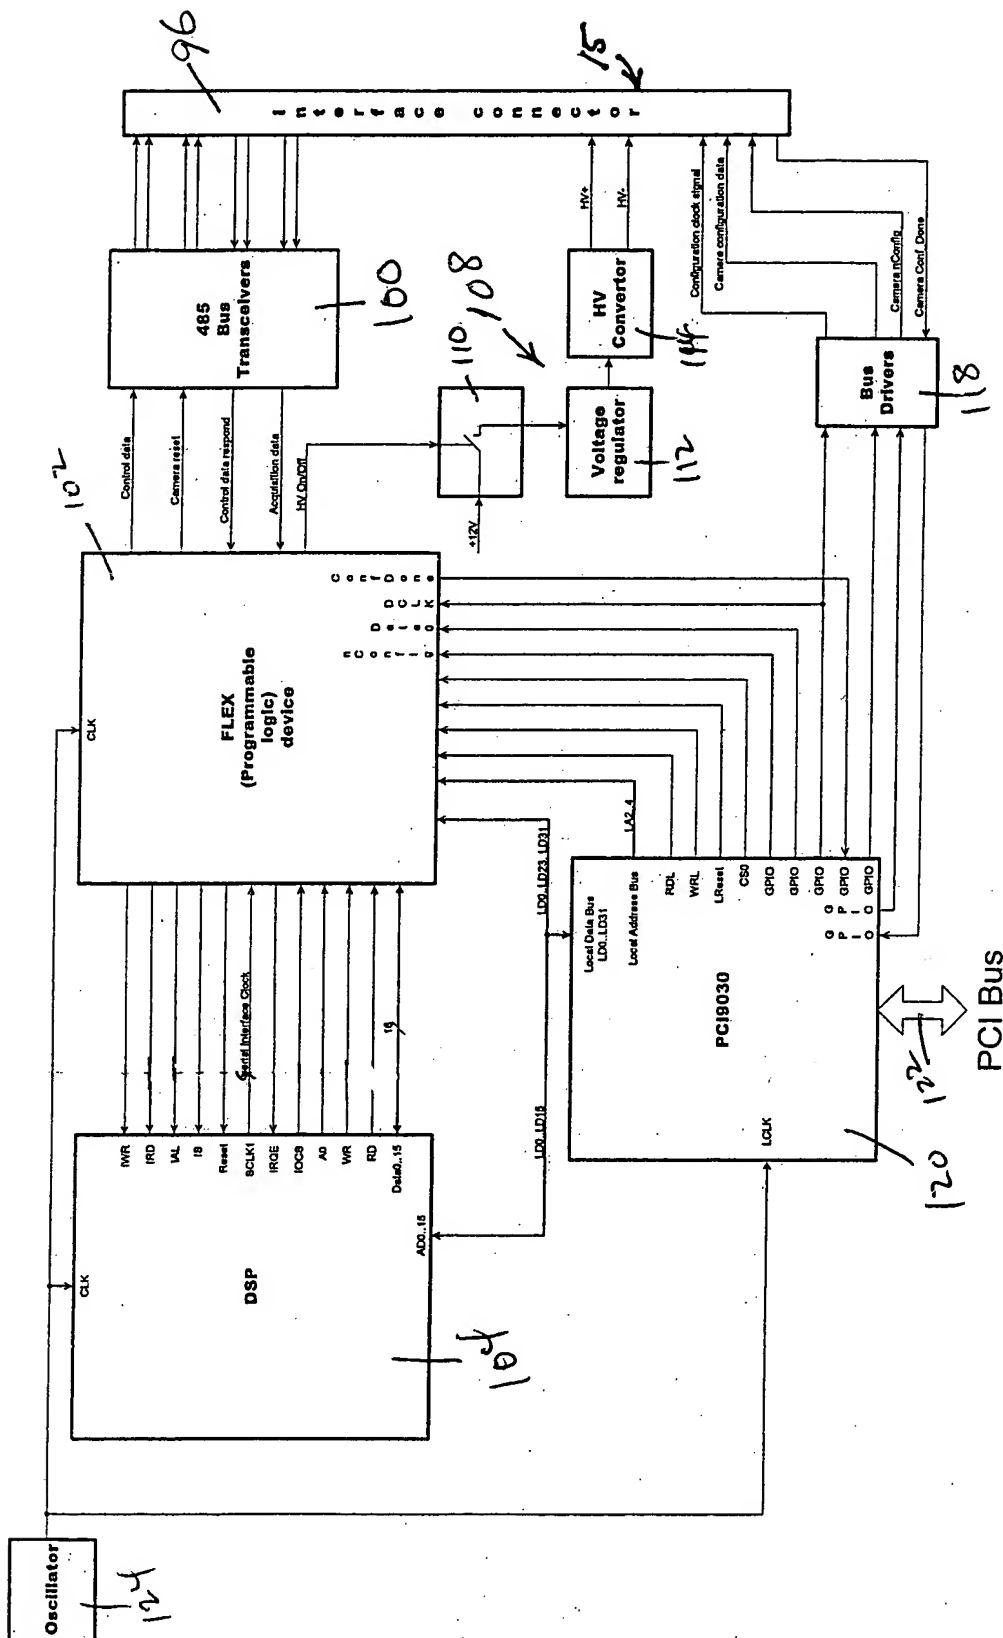 96
15
Interface connector
485
Bus
Transceivers
100
HV+
HV-
Configuration clock signal
Camera configuration data
Camera nConfig
Camera Conf_Done
108
110
HV
Convertor
Voltage
regulator
112
Bus
Drivers
118
102
Control data
Camera reset
Control data respond
Acquisition data
HV On/Off
+12V
CLK
FLEX
(Programmable
logic)
device
nConfig
Data0
DCLK
ConfDone
LD0..LD23, LD31
LA2..4
Serial Interface Clock
16
IWR
IRD
IAL
IS
Reset
SCLK1
IRQE
IOCS
A0
WR
RD
Data0..15
AD0..15
LD0..LD15
CLK
DSP
104
Local Data Bus
LD0..LD31
Local Address Bus
RDL
WRL
LReset
CS0
GPIO
GPIO
GPIO
GPIO
GPIO
GPIO
GPIO
PCI9030
LCLK
120
122
PCI Bus
Oscillator
124